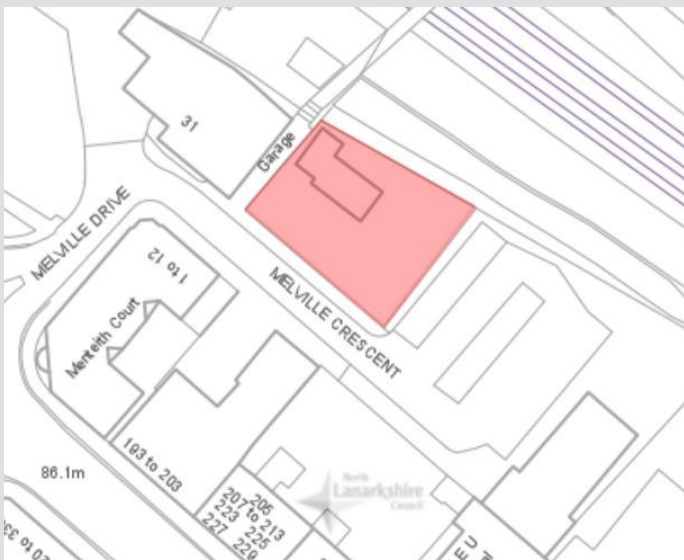 31
Garage
MELVILLE DRIVE
1 to 12
Menteith Court
MELVILLE CRESCENT
193 to 203
86.1m
205
207 to 213
223 225
227 229
North
Lanarkshire
Council